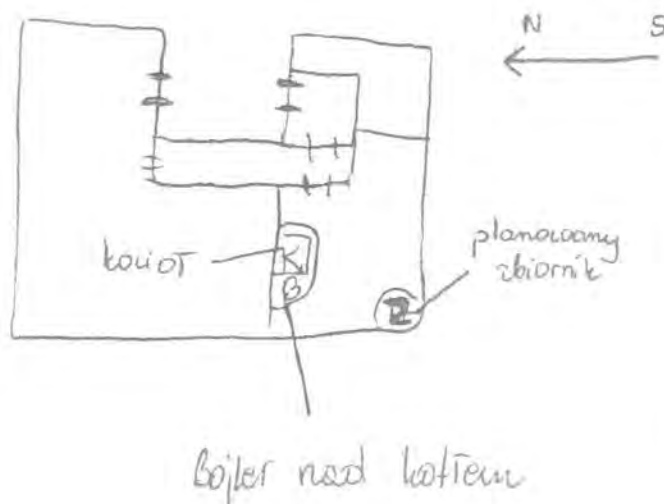 N S
kocioł
K
B
planowany
zbiornik
Z
Bojler nad kotłem